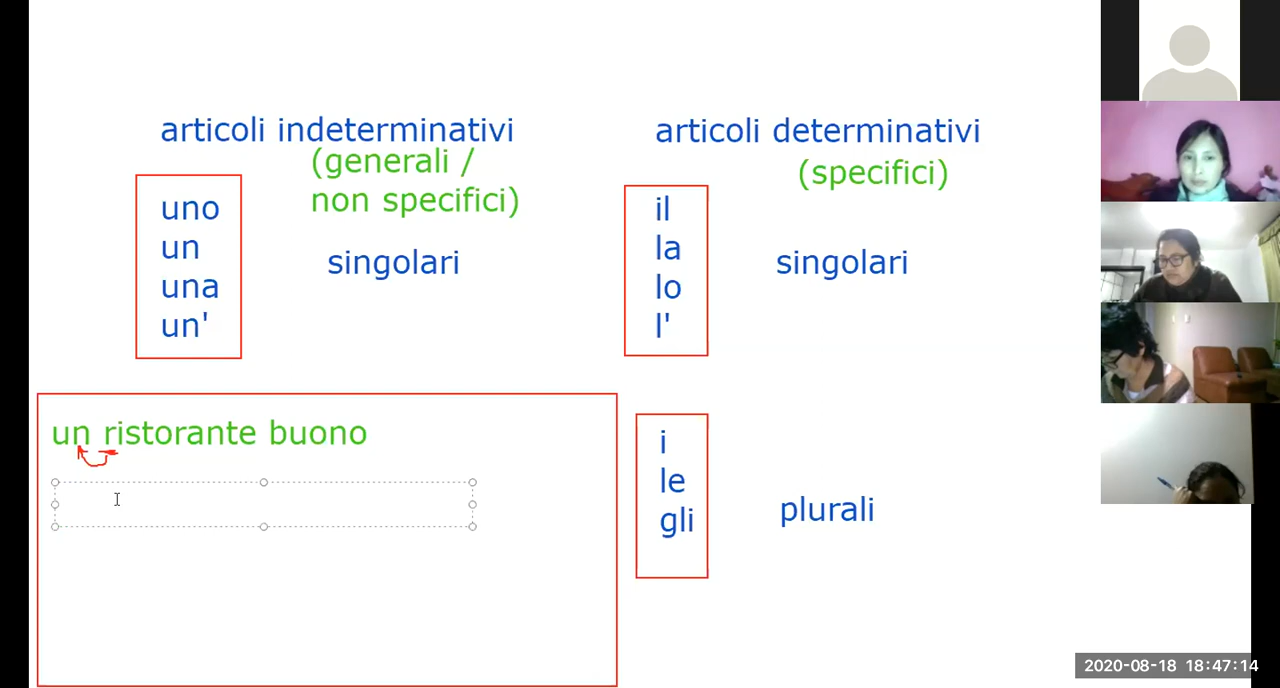 articoli indeterminativi
(generali /
non specifici)
uno
un
una
un'
singolari
articoli determinativi
(specifici)
il
la
lo
l'
singolari
un ristorante buono
i
le
gli
plurali
2020-08-18 18:47:14